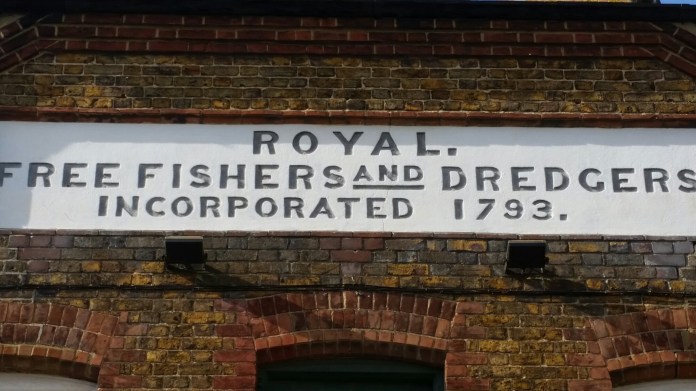 ROYAL.
FREE FISHERS AND DREDGERS
INCORPORATED 1793.